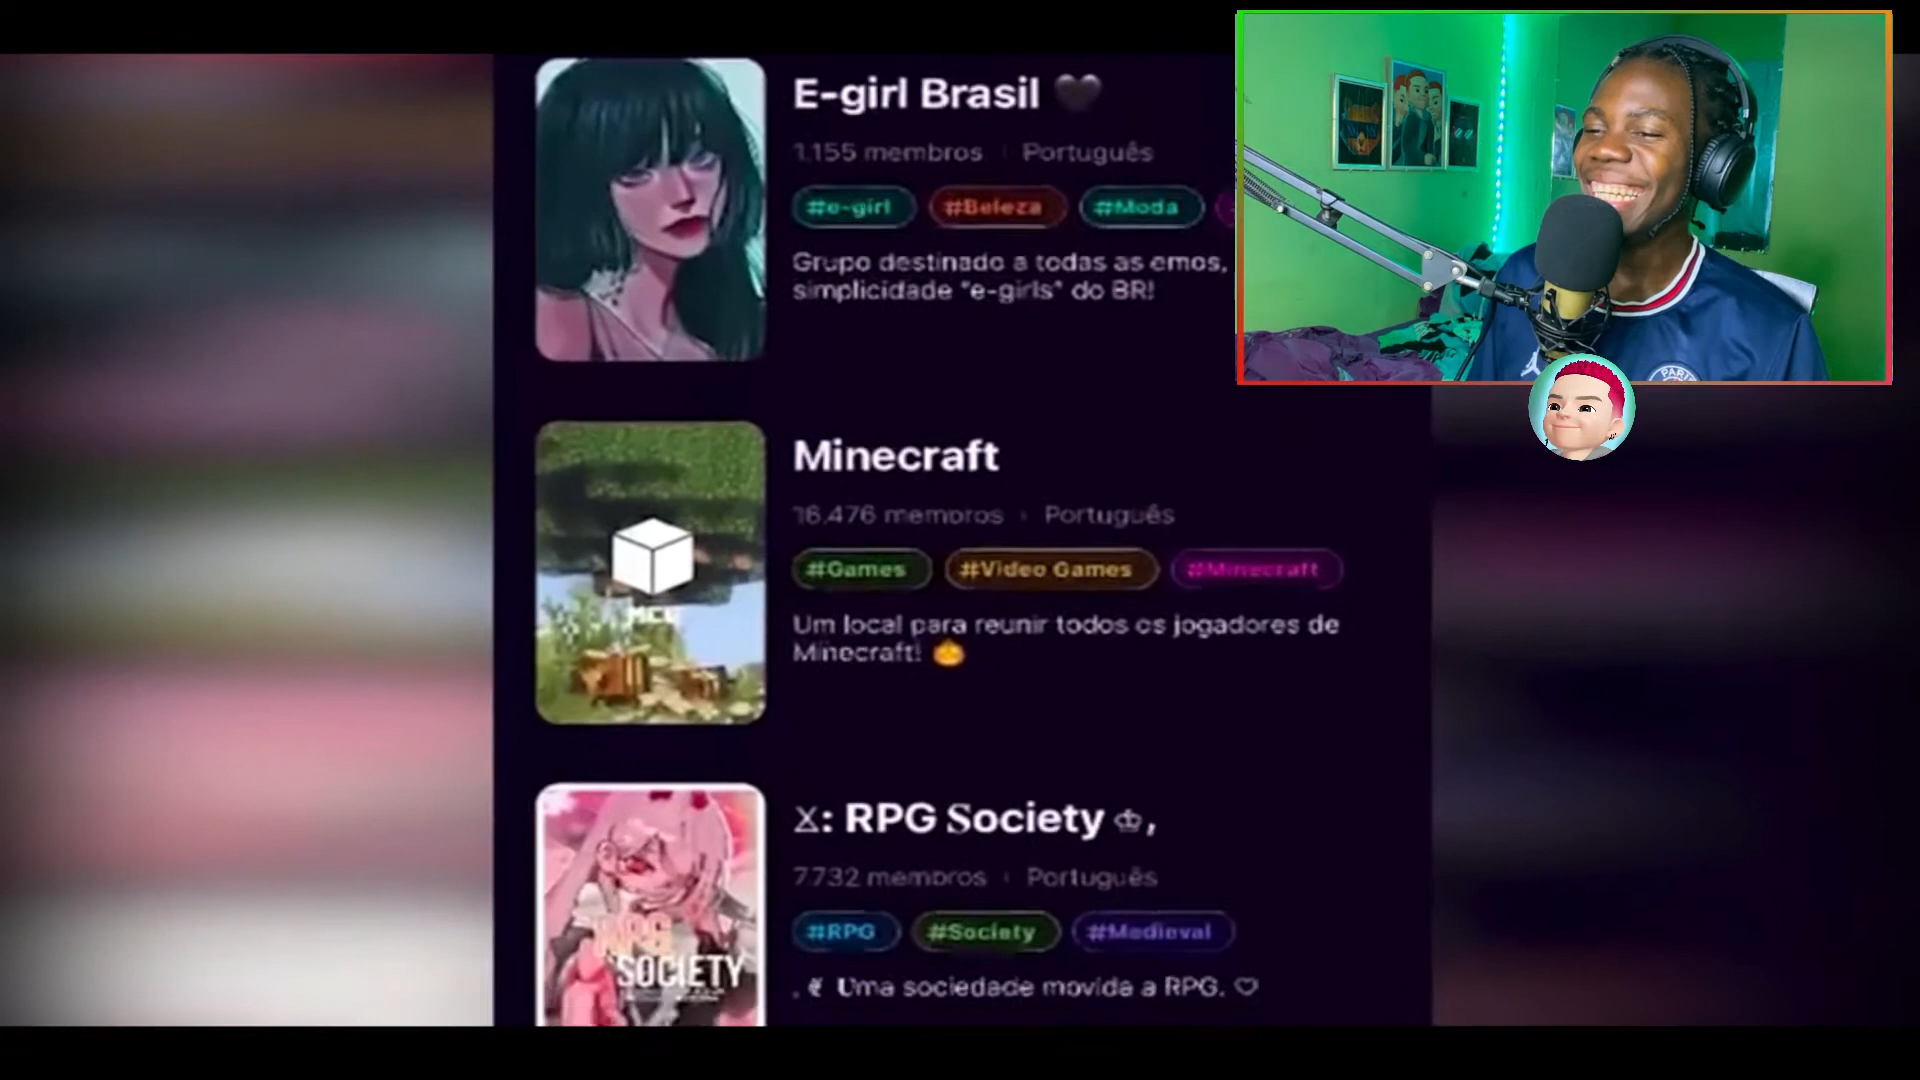 E-girl Brasil 🖤
1.155 membros Português
#e-girl #Beleza #Moda
Grupo destinado a todas as emos,
simplicidade "e-girls" do BR!
Minecraft
16.476 membros Português
#Games #Video Games #Minecraft
Um local para reunir todos os jogadores de
Minecraft!
X: RPG Society ♔,
7.732 membros Português
#RPG #Society #Medieval
Uma sociedade movida a RPG. ♡
RPG
SOCIETY
PARIS